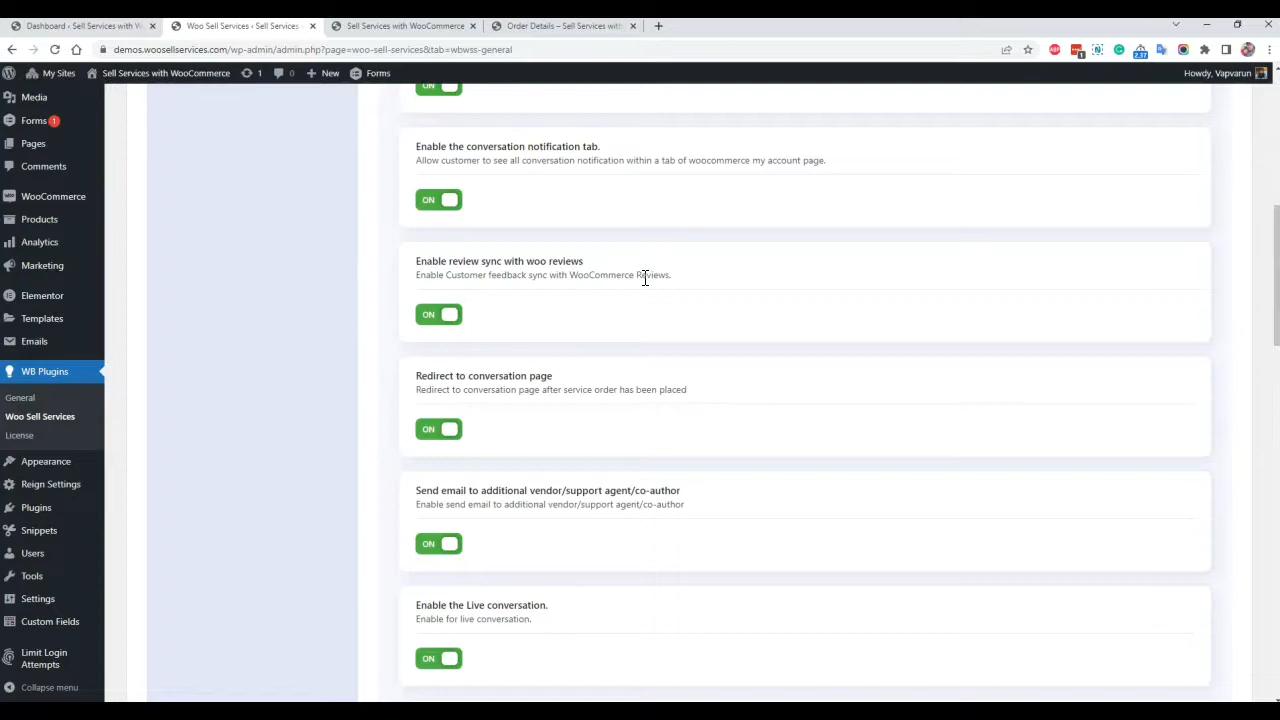 Dashboard ‹ Sell Services with W
Woo Sell Services ‹ Sell Services
Sell Services with WooCommerce
Order Details – Sell Services with
demos.woosellservices.com/wp-admin/admin.php?page=woo-sell-services&tab=wbwss-general
1
2.37
My Sites
Sell Services with WooCommerce
1
0
New
Forms
Howdy, Vapvarun
Media
Forms 1
Pages
Comments
WooCommerce
Products
Analytics
Marketing
Elementor
Templates
Emails
WB Plugins
General
Woo Sell Services
License
Appearance
Reign Settings
Plugins
Snippets
Users
Tools
Settings
Custom Fields
Limit Login
Attempts
Collapse menu
ON
Enable the conversation notification tab.
Allow customer to see all conversation notification within a tab of woocommerce my account page.
ON
Enable review sync with woo reviews
Enable Customer feedback sync with WooCommerce Reviews.
ON
Redirect to conversation page
Redirect to conversation page after service order has been placed
ON
Send email to additional vendor/support agent/co-author
Enable send email to additional vendor/support agent/co-author
ON
Enable the Live conversation.
Enable for live conversation.
ON